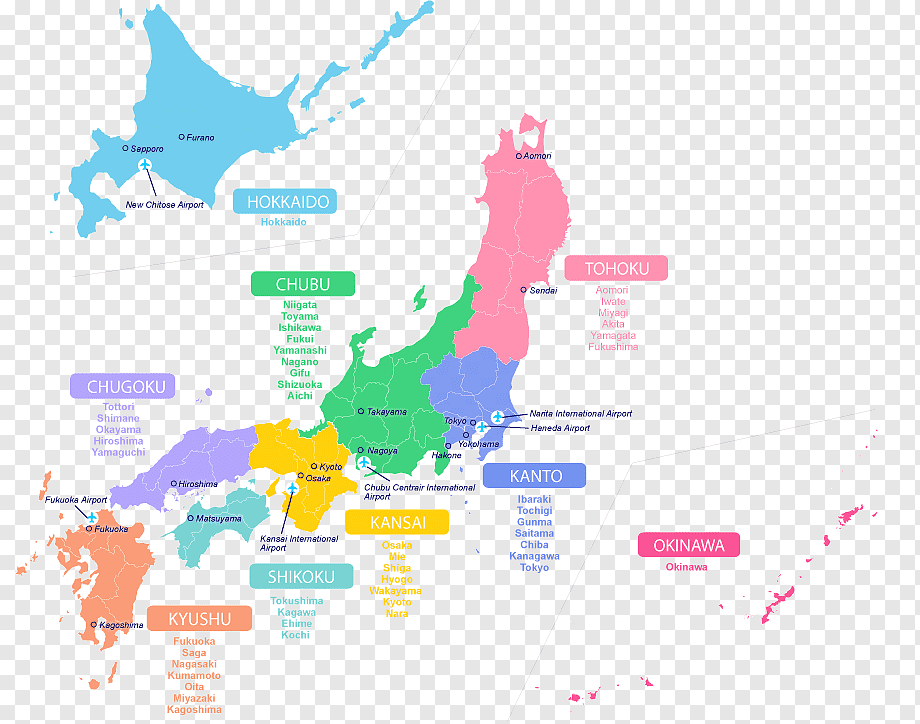 Furano
Sapporo
New Chitose Airport
HOKKAIDO
Hokkaido
Aomori
Sendai
TOHOKU
Aomori
Iwate
Miyagi
Akita
Yamagata
Fukushima
CHUBU
Niigata
Toyama
Ishikawa
Fukui
Yamanashi
Nagano
Gifu
Shizuoka
Aichi
CHUGOKU
Tottori
Shimane
Okayama
Hiroshima
Yamaguchi
Takayama
Nagoya
Chubu Centrair International
Airport
Tokyo
Yokohama
Hakone
Narita International Airport
Haneda Airport
KANTO
Ibaraki
Tochigi
Gunma
Saitama
Chiba
Kanagawa
Tokyo
Kyoto
Osaka
Kansai International
Airport
KANSAI
Osaka
Mie
Shiga
Hyogo
Wakayama
Kyoto
Nara
Hiroshima
Matsuyama
SHIKOKU
Tokushima
Kagawa
Ehime
Kochi
Fukuoka Airport
Fukuoka
Kagoshima
KYUSHU
Fukuoka
Saga
Nagasaki
Kumamoto
Oita
Miyazaki
Kagoshima
OKINAWA
Okinawa